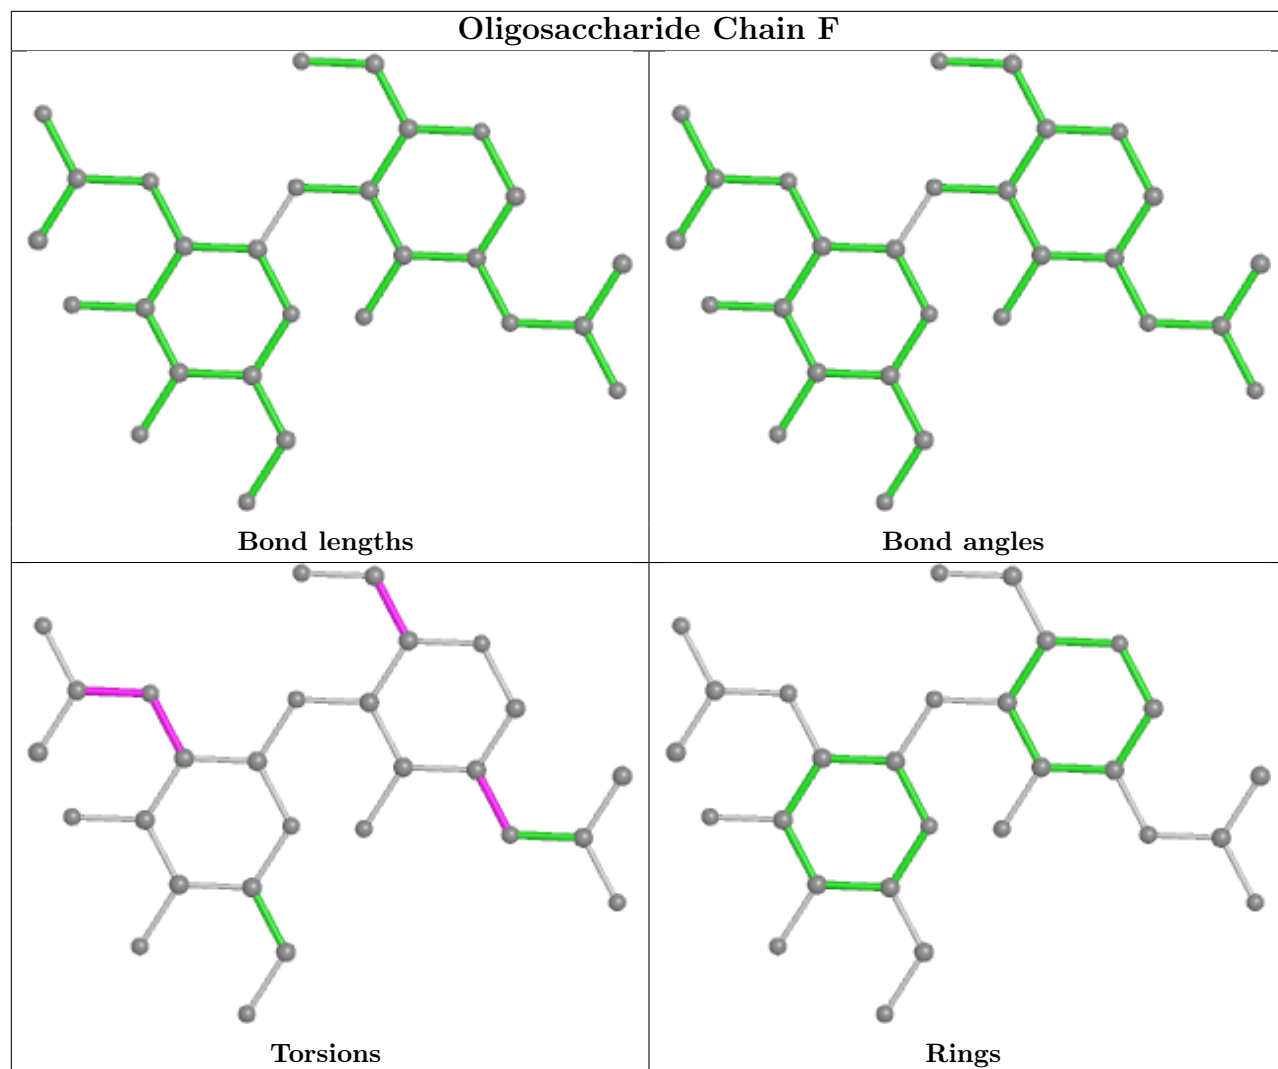 Oligosaccharide Chain F
Bond lengths
Bond angles
Torsions
Rings